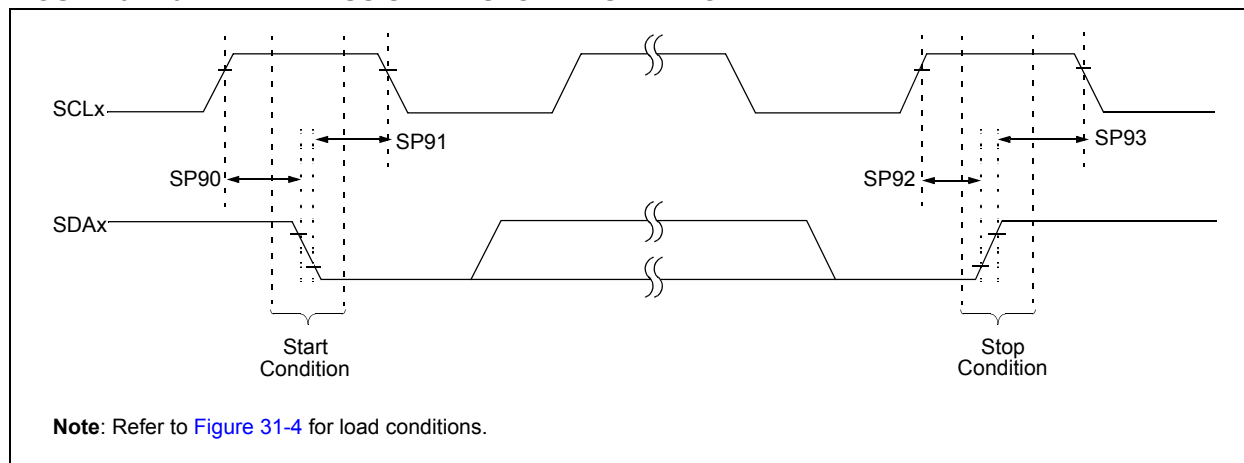 SCLx
SP91
SP93
SP90
SP92
SDAx
Start
Condition
Stop
Condition
Note: Refer to Figure 31-4 for load conditions.